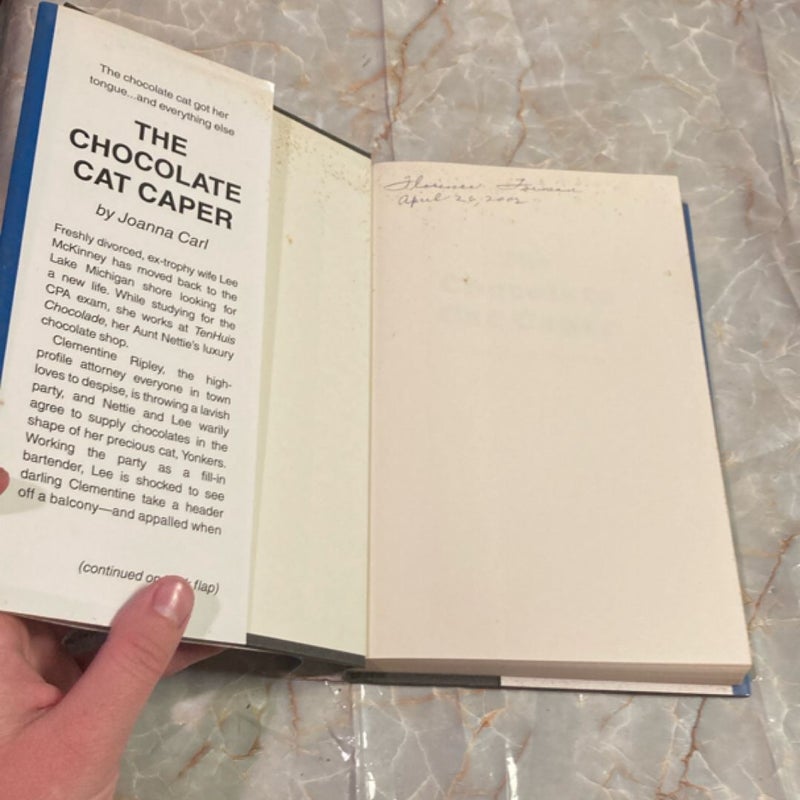 The chocolate cat got her
tongue...and everything else
THE
CHOCOLATE
CAT CAPER
by Joanna Carl
Freshly divorced, ex-trophy wife Lee
McKinney has moved back to the
Lake Michigan shore looking for
a new life. While studying for the
CPA exam, she works at TenHuis
Chocolade, her Aunt Nettie's luxury
chocolate shop.
Clementine Ripley, the high-
profile attorney everyone in town
loves to despise, is throwing a lavish
party, and Nettie and Lee warily
agree to supply chocolates in the
shape of her precious cat, Yonkers.
Working the party as a fill-in
bartender, Lee is shocked to see
darling Clementine take a header
off a balcony—and appalled when
(continued on flap)
Florence
April 26, 2002